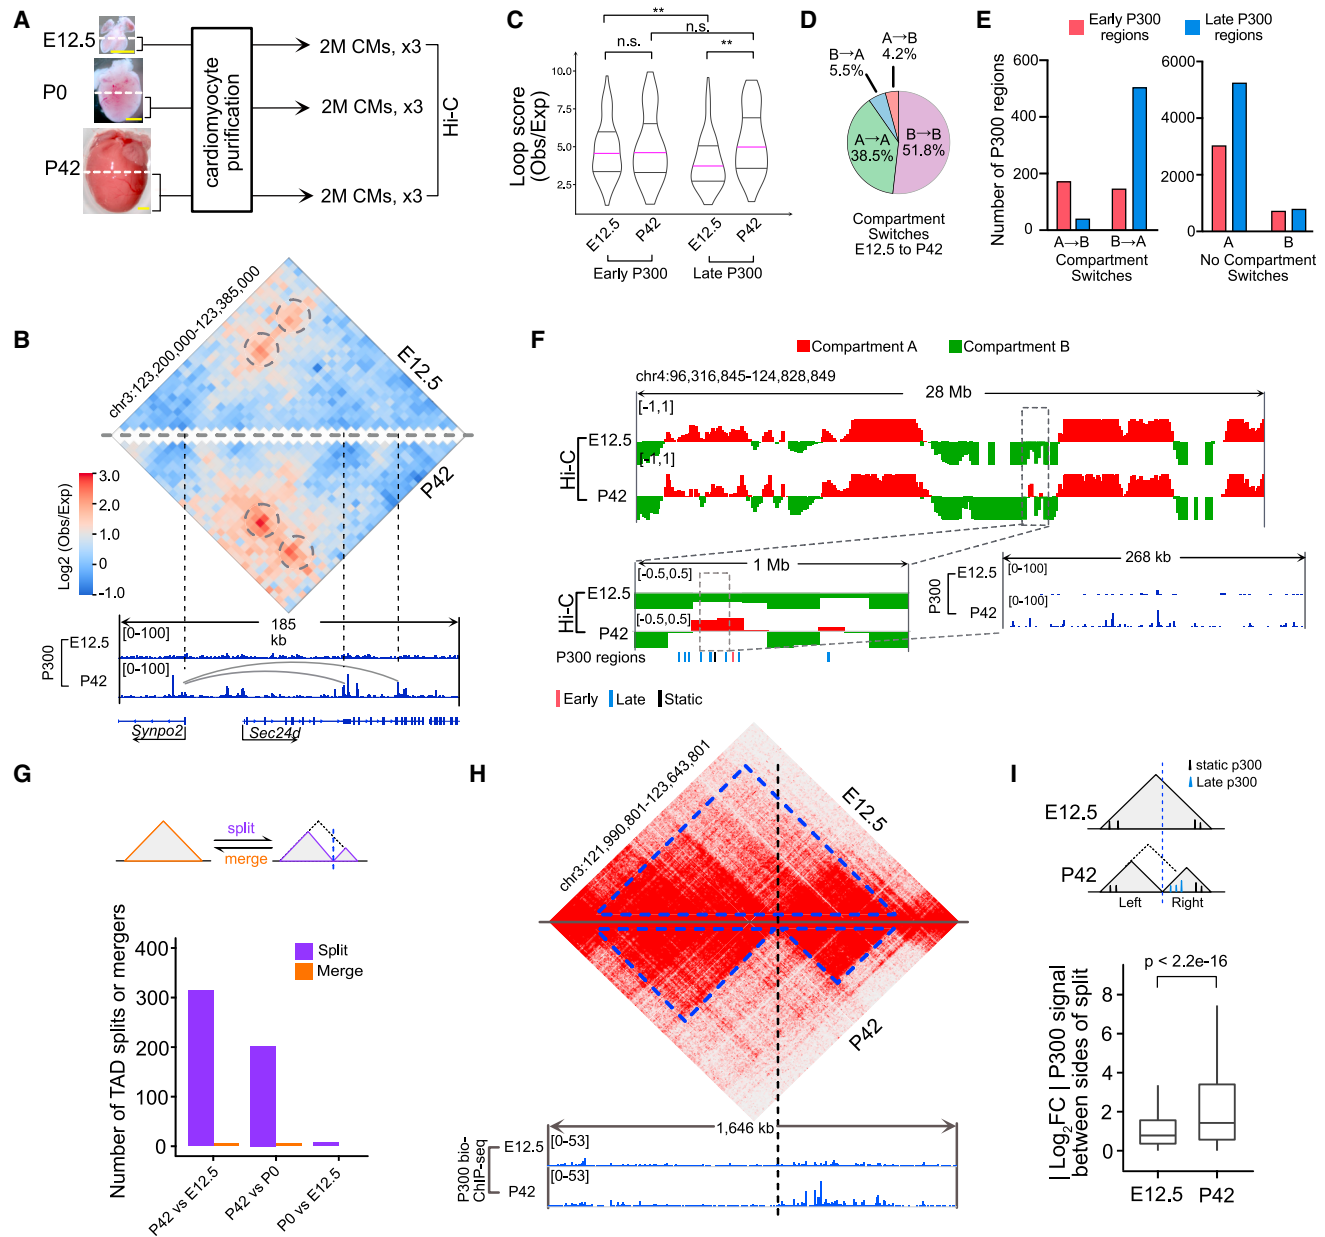 A
E12.5
P0
P42
cardiomyocyte
purification
2M CMs, x3
2M CMs, x3
2M CMs, x3
Hi-C
B
chr3:123,200,000-123,385,000
E12.5
P42
3.0
2.0
1.0
0
−1.0
Log2 (Obs/Exp)
185
kb
P300
E12.5
[0-100]
P42
[0-100]
Synpo2
Sec24d
C
**
n.s.
n.s.
**
Loop score
(Obs/Exp)
10.0
7.5
5.0
2.5
E12.5
P42
E12.5
P42
Early P300
Late P300
D
A→B
4.2%
B→A
5.5%
A→A
38.5%
B→B
51.8%
Compartment
Switches
E12.5 to P42
E
Early P300
regions
Late P300
regions
Number of P300 regions
600
400
200
0
A→B
B→A
Compartment
Switches
6000
4000
2000
0
A
B
No Compartment
Switches
F
Compartment A
Compartment B
chr4:96,316,845-124,828,849
28 Mb
Hi-C
[-1,1]
E12.5
[-1,1]
P42
1 Mb
Hi-C
[-0.5,0.5]
E12.5
[-0.5,0.5]
P42
P300 regions
Early
Late
Static
268 kb
P300
E12.5
[0-100]
P42
[0-100]
G
split
merge
Number of TAD splits or mergers
400
300
200
100
0
Split
Merge
P42 vs E12.5
P42 vs P0
P0 vs E12.5
H
chr3:121,990,801-123,643,801
E12.5
P42
1,646 kb
P300 bio-
ChIP-seq
E12.5
[0-53]
P42
[0-53]
I
static p300
Late p300
E12.5
P42
Left
Right
p < 2.2e-16
| Log2FC | P300 signal
between sides of split
8
6
4
2
0
E12.5
P42